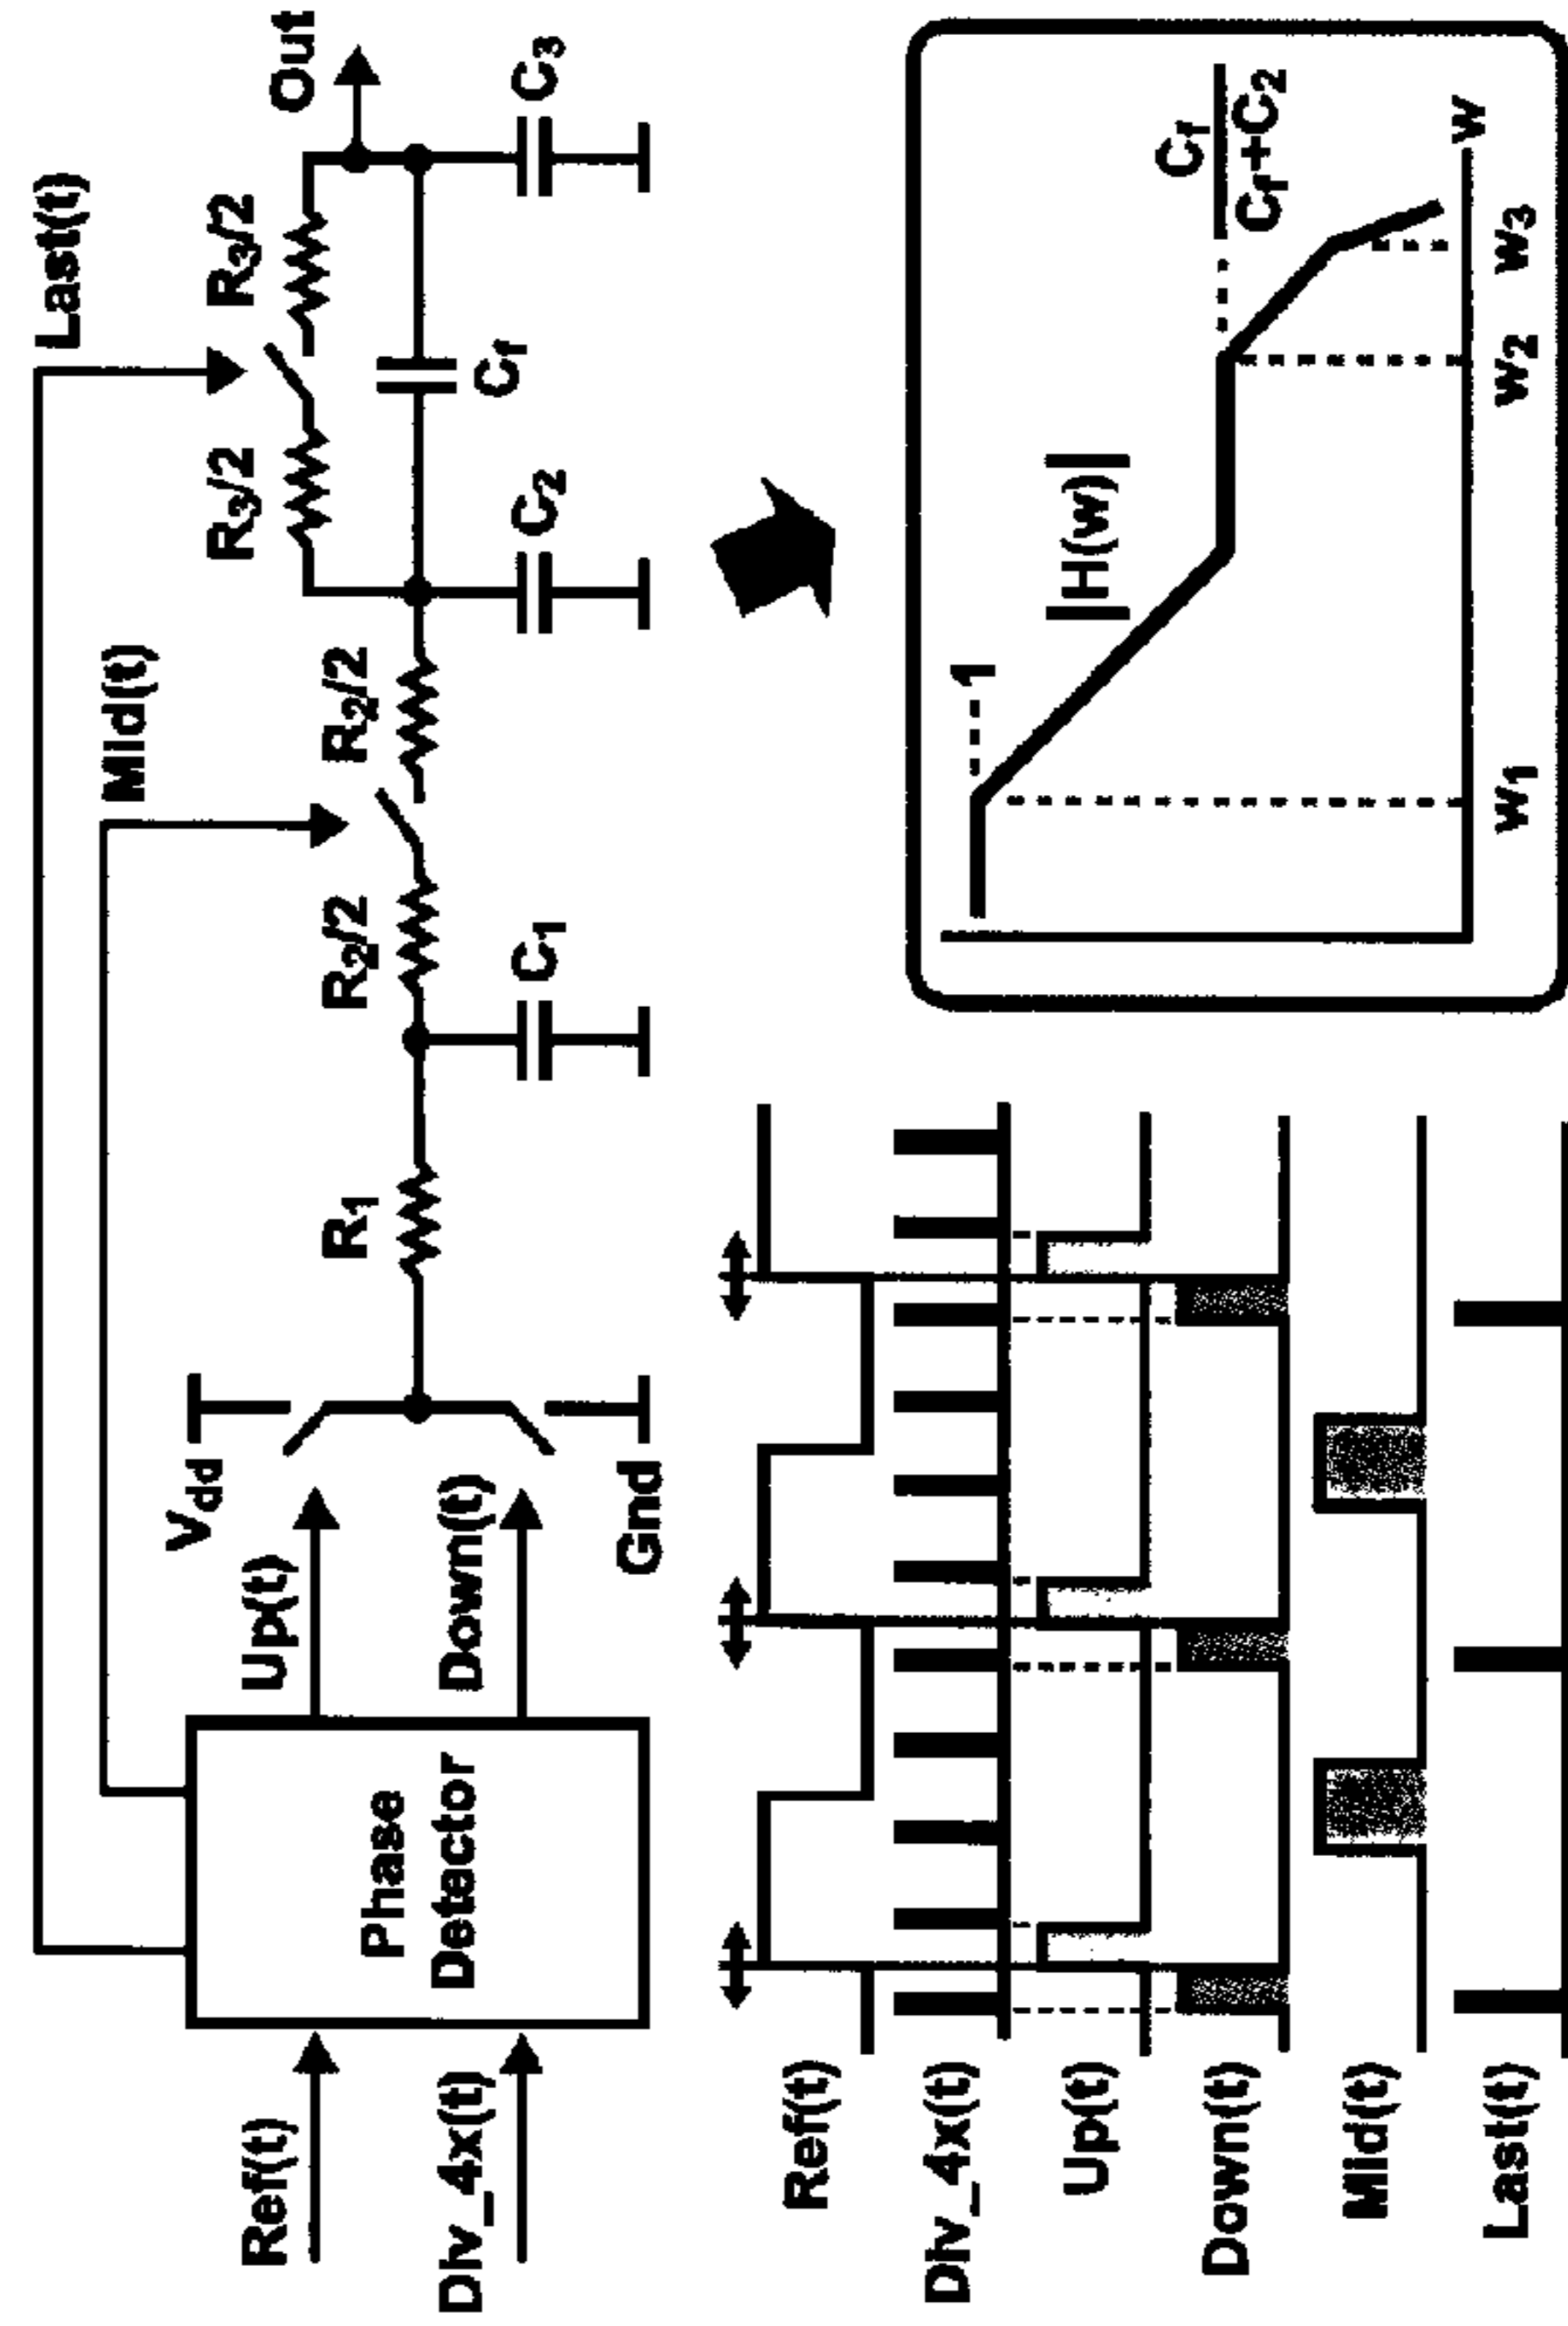 Last(t)
Mid(t)
Ref(t)
Div_4x(t)
Phase
Detector
Up(t)
Down(t)
Vdd
Gnd
R1
C1
R2/2
R2/2
C2
R3/2
R3/2
Cf
C3
Out
Ref(t)
Div_4x(t)
Up(t)
Down(t)
Mid(t)
Last(t)
1
|H(w)|
Cf
Cf+C2
w1
w2
w3
w